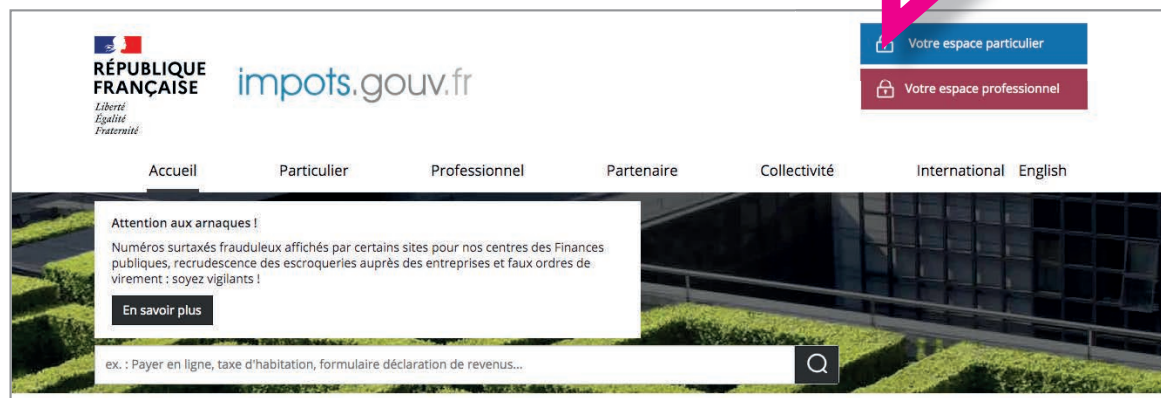 RÉPUBLIQUE
FRANÇAISE
Liberté
Égalité
Fraternité
impots.gouv.fr
Votre espace particulier
Votre espace professionnel
Accueil Particulier Professionnel Partenaire Collectivité International English
Attention aux arnaques !
Numéros surtaxés frauduleux affichés par certains sites pour nos centres des Finances
publiques, recrudescence des escroqueries auprès des entreprises et faux ordres de
virement : soyez vigilants !
En savoir plus
ex. : Payer en ligne, taxe d'habitation, formulaire déclaration de revenus...